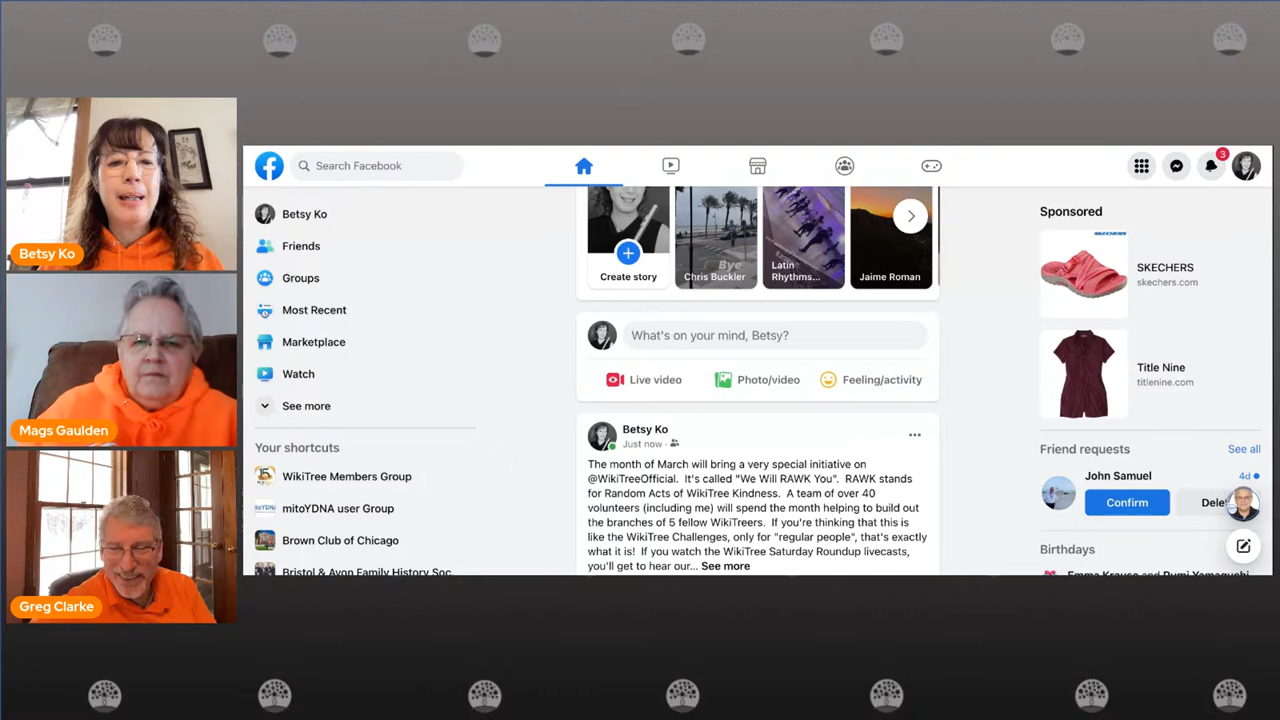 Betsy Ko
Mags Gaulden
Greg Clarke
Search Facebook
3
Betsy Ko
Friends
Groups
Most Recent
Marketplace
Watch
See more
Your shortcuts
WikiTree Members Group
mitoYDNA user Group
Brown Club of Chicago
Bristol & Avon Family History Soc...
Create story
Bye
Chris Buckler
Latin
Rhythms...
Jaime Roman
What's on your mind, Betsy?
Live video
Photo/video
Feeling/activity
Betsy Ko
Just now ·
The month of March will bring a very special initiative on
@WikiTreeOfficial. It's called "We Will RAWK You". RAWK stands
for Random Acts of WikiTree Kindness. A team of over 40
volunteers (including me) will spend the month helping to build out
the branches of 5 fellow WikiTreers. If you're thinking that this is
like the WikiTree Challenges, only for "regular people", that's exactly
what it is! If you watch the WikiTree Saturday Roundup livecasts,
you'll get to hear our... See more
Sponsored
SKECHERS
SKECHERS
skechers.com
Title Nine
titlenine.com
Friend requests
See all
John Samuel
4d
Confirm
Dele
Birthdays
Emma Krause and Rumi Yamaguchi